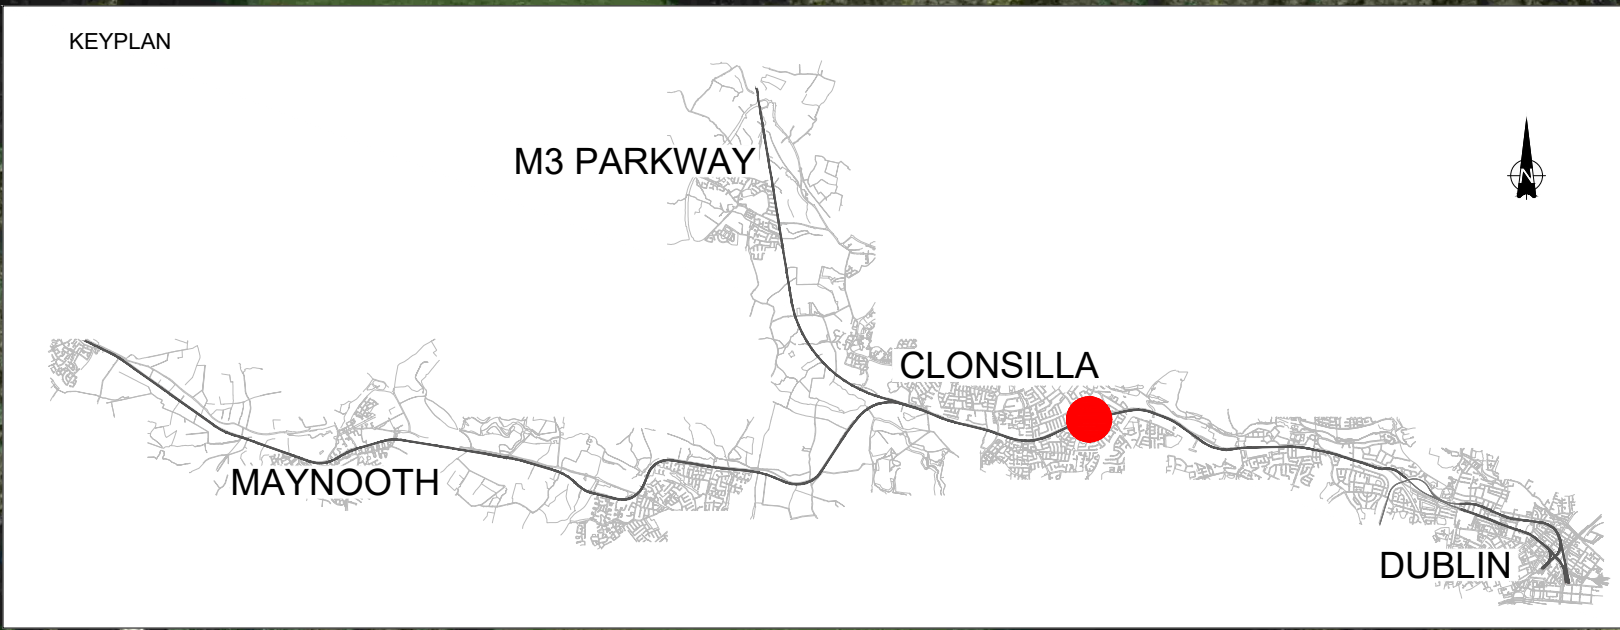 KEYPLAN
M3 PARKWAY
N
CLONSILLA
MAYNOOTH
DUBLIN